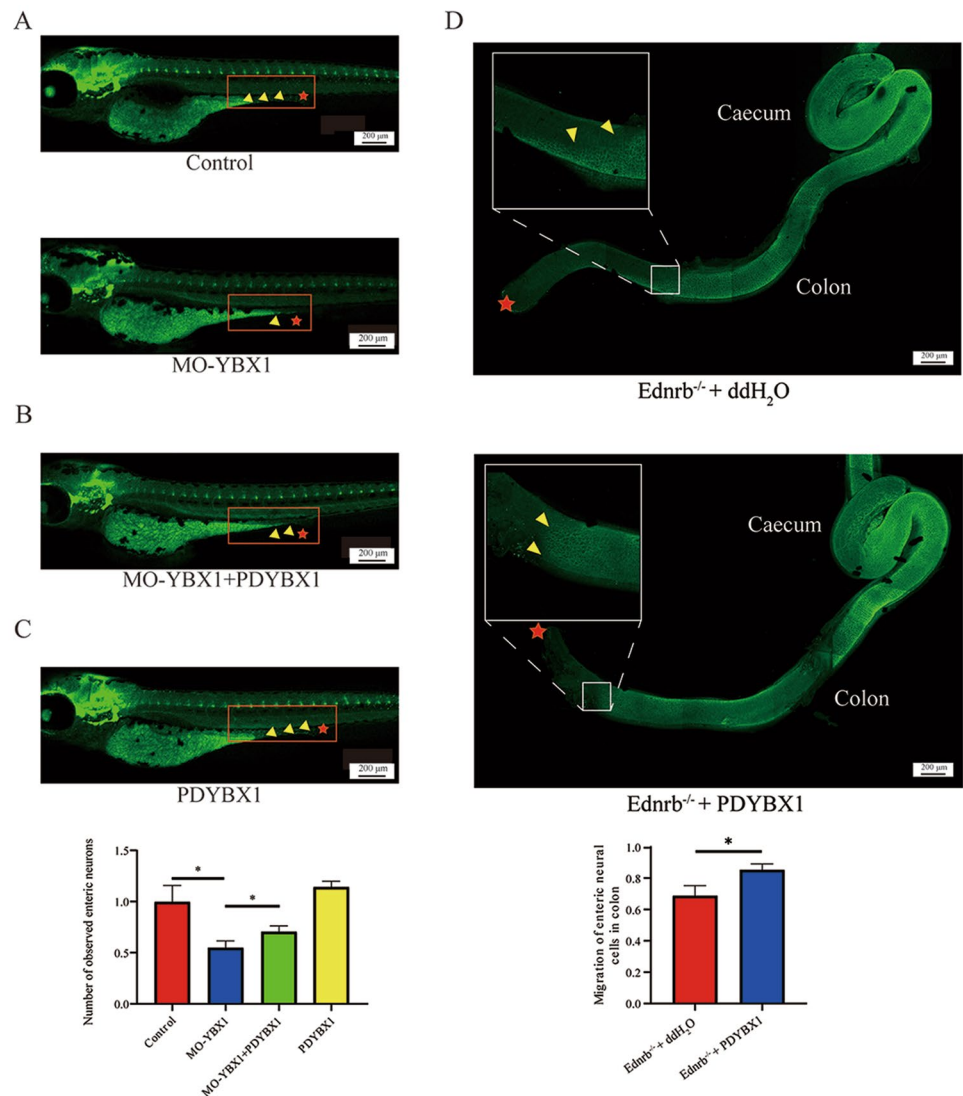 A
200 μm
Control
200 μm
MO-YBX1
B
200 μm
MO-YBX1+PDYBX1
C
200 μm
PDYBX1
Number of observed enteric neurons
1.5
1.0
0.5
0.0
*
*
Control
MO-YBX1
MO-YBX1+PDYBX1
PDYBX1
D
Caecum
Colon
200 μm
Ednrb⁻/⁻ + ddH₂O
Caecum
Colon
200 μm
Ednrb⁻/⁻ + PDYBX1
Migration of enteric neural
cells in colon
1.0
0.8
0.6
0.4
0.2
0.0
*
Ednrb⁻/⁻ + ddH₂O
Ednrb⁻/⁻ + PDYBX1